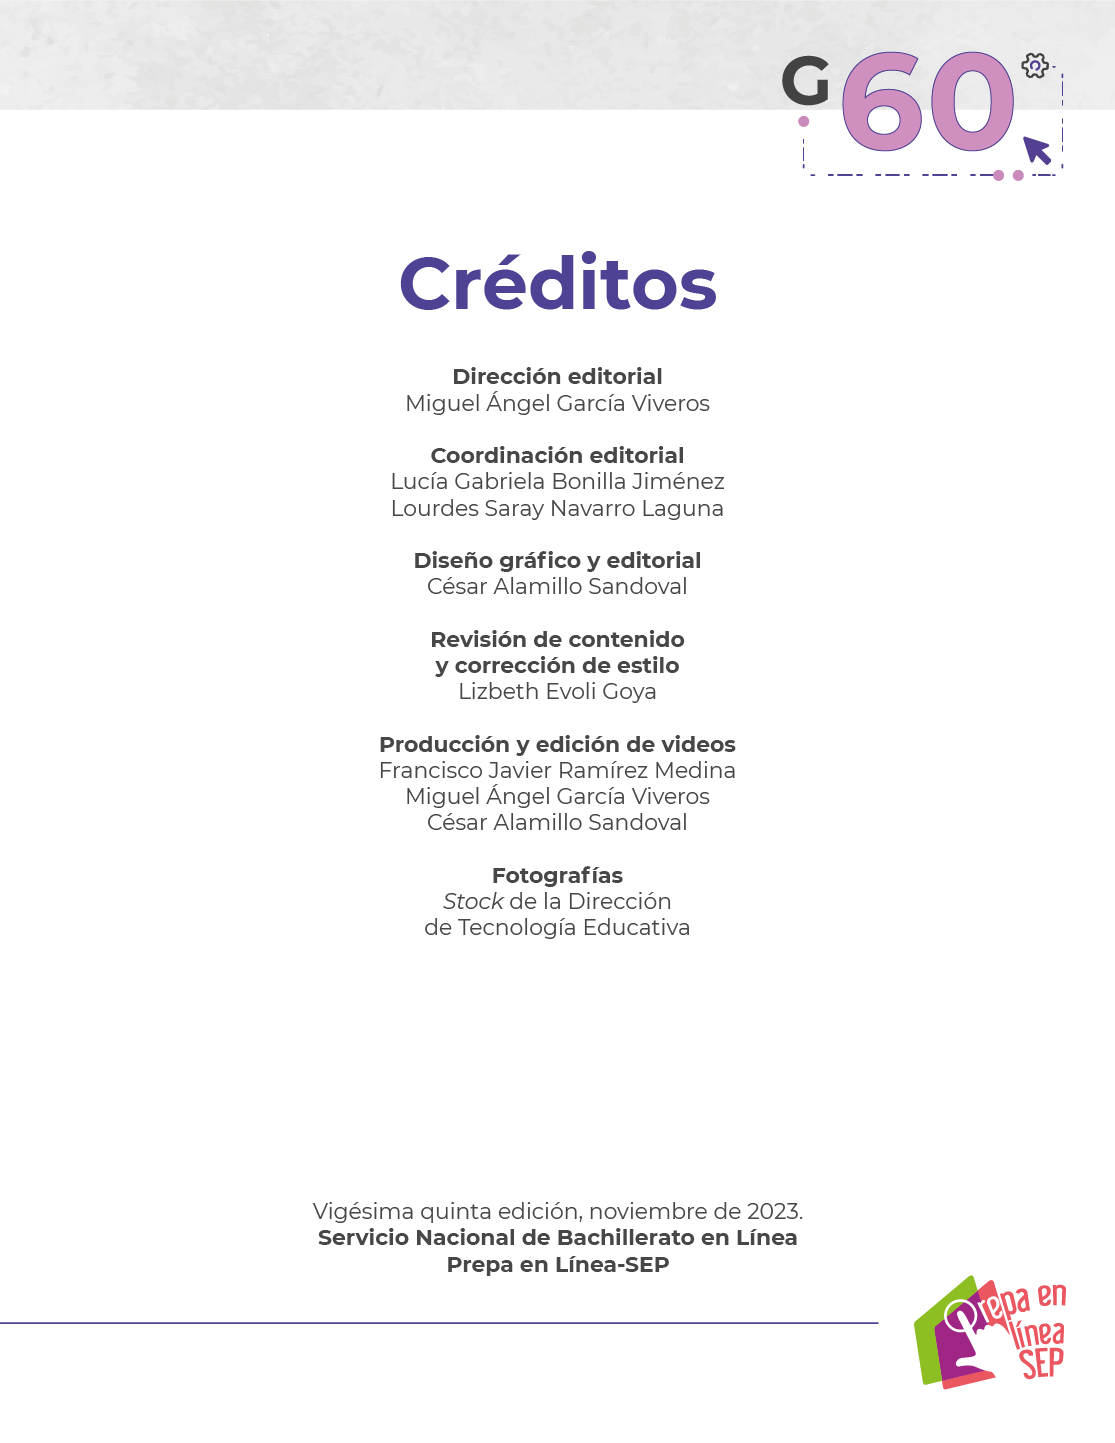 G60
Créditos
Dirección editorial
Miguel Ángel García Viveros
Coordinación editorial
Lucía Gabriela Bonilla Jiménez
Lourdes Saray Navarro Laguna
Diseño gráfico y editorial
César Alamillo Sandoval
Revisión de contenido
y corrección de estilo
Lizbeth Evoli Goya
Producción y edición de videos
Francisco Javier Ramírez Medina
Miguel Ángel García Viveros
César Alamillo Sandoval
Fotografías
Stock de la Dirección
de Tecnología Educativa
Vigésima quinta edición, noviembre de 2023.
Servicio Nacional de Bachillerato en Línea
Prepa en Línea-SEP
Prepa en
línea
SEP